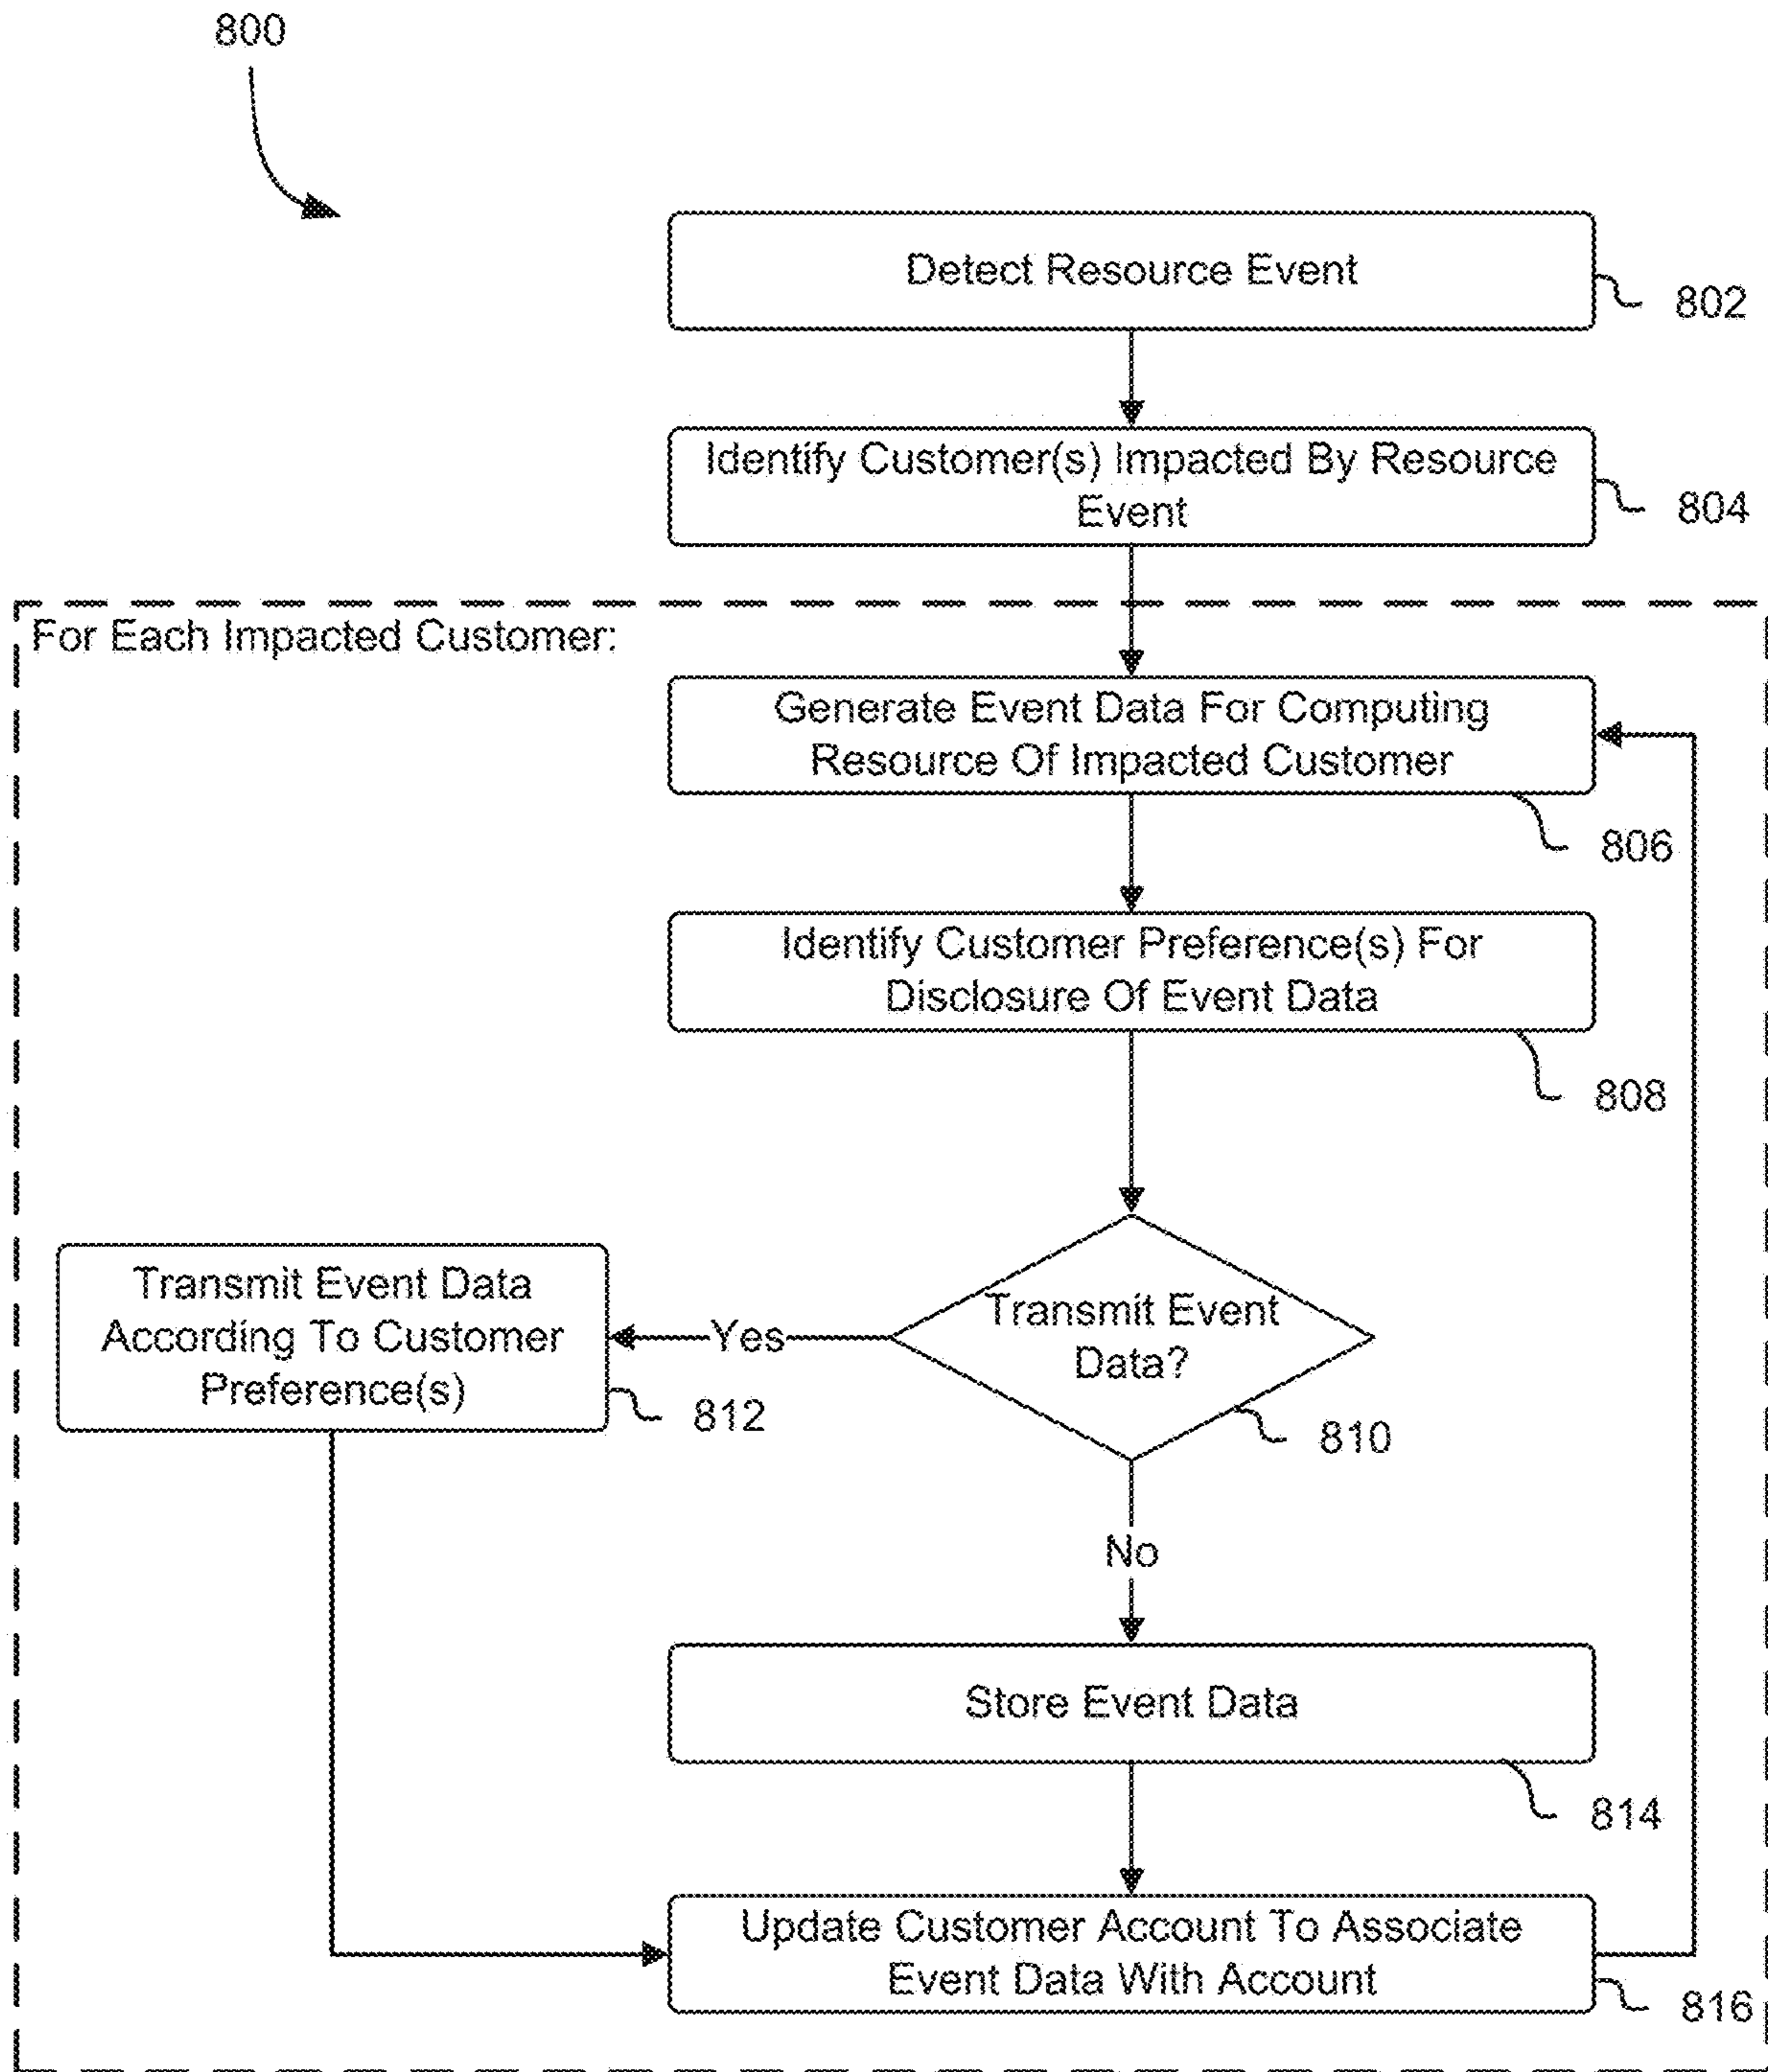 800
Detect Resource Event
802
Identify Customer(s) Impacted By Resource
Event
804
For Each Impacted Customer:
Generate Event Data For Computing
Resource Of Impacted Customer
806
Identify Customer Preference(s) For
Disclosure Of Event Data
808
Transmit Event Data
According To Customer
Preference(s)
812
Yes
Transmit Event
Data?
810
No
Store Event Data
814
Update Customer Account To Associate
Event Data With Account
816